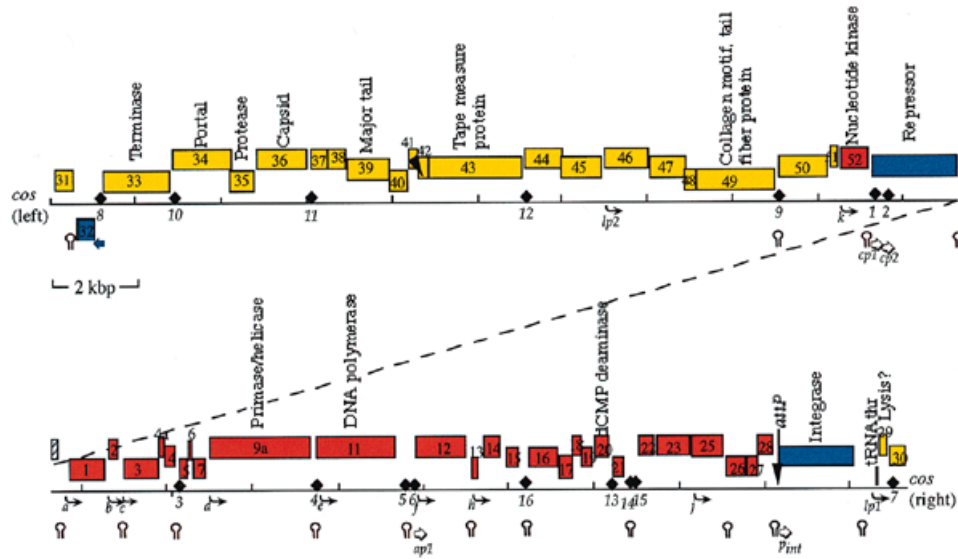 Terminase
Portal
Protease
Capsid
Major tail
Tape measure
protein
Collagen motif, tail
fiber protein
Nucleotide kinase
Repressor
41
42
31 33 34 35 36 37 38 39 40 43 44 45 46 47 48 49 50 52
cos
(left)
8 10 11 12 lp2 9 k 1 2
32
cp1 cp2
2 kbp
Primase/helicase
DNA polymerase
dCMP deaminase
attP
Integrase
tRNA thr
Lysis?
6 13 29
1 2 3 4 5 7 9a 11 12 14 15 16 17 20 22 23 25 26 27 28 30
a b c 3 d 4 e 5 6 f h 16 13 14 15 j lp1 7
cos
(right)
ap1 Pint